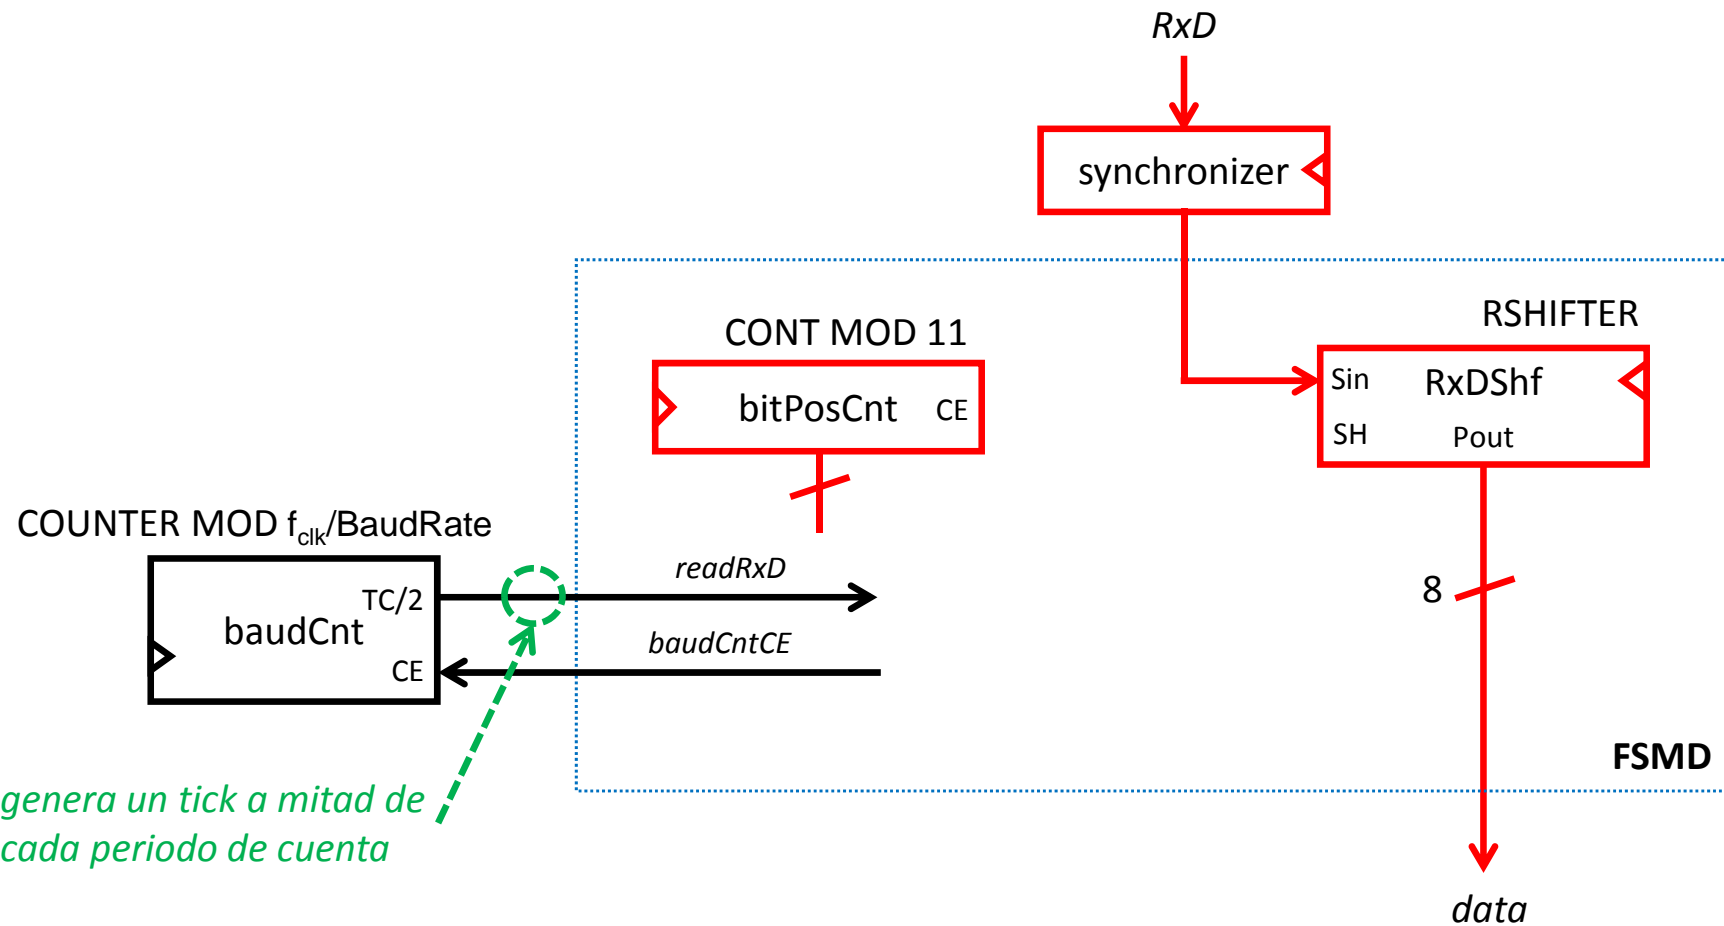 RxD
synchronizer
RSHIFTER
CONT MOD 11
Sin RxDShf
bitPosCnt CE
SH Pout
COUNTER MOD fclk/BaudRate
readRxD
TC/2
8
baudCnt
baudCntCE
CE
FSMD
genera un tick a mitad de
cada periodo de cuenta
data